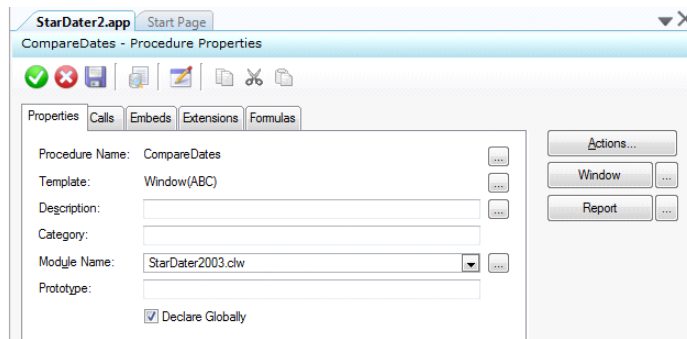 StarDater2.app Start Page
CompareDates - Procedure Properties
Properties Calls Embeds Extensions Formulas
Procedure Name: CompareDates ...
Template: Window(ABC) ...
Description: ...
Category:
Module Name: StarDater2003.clw ...
Prototype:
Declare Globally
Actions...
Window ...
Report ...